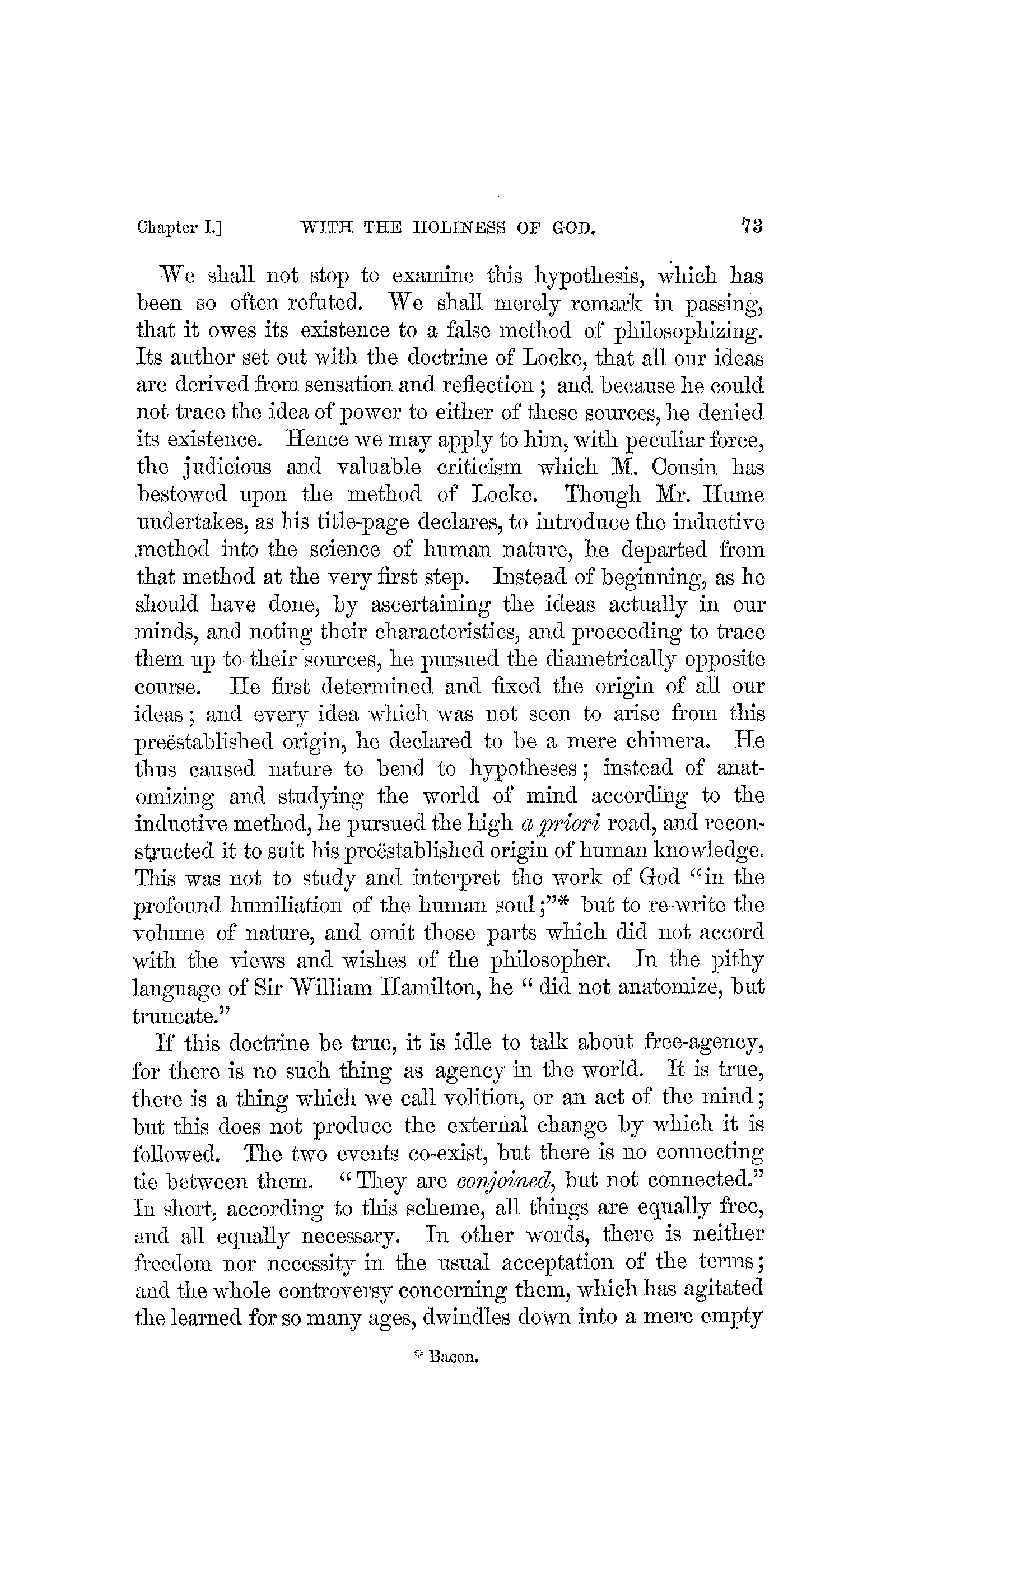 Chapter I.] WITH THE HOLINESS OF GOD. 73
We shall not stop to examine this hypothesis, which has
been so often refuted. We shall merely remark in passing,
that it owes its existence to a false method of philosophizing.
Its author set out with the doctrine of Locke, that all our ideas
are derived from sensation and reflection; and because he could
not trace the idea of power to either of these sources, he denied
its existence. Hence we may apply to him, with peculiar force,
the judicious and valuable criticism which M. Cousin has
bestowed upon the method of Locke. Though Mr. Hume
undertakes, as his title-page declares, to introduce the inductive
method into the science of human nature, he departed from
that method at the very first step. Instead of beginning, as he
should have done, by ascertaining the ideas actually in our
minds, and noting their characteristics, and proceeding to trace
them up to their sources, he pursued the diametrically opposite
course. He first determined and fixed the origin of all our
ideas; and every idea which was not seen to arise from this
preëstablished origin, he declared to be a mere chimera. He
thus caused nature to bend to hypotheses; instead of anat-
omizing and studying the world of mind according to the
inductive method, he pursued the high a priori road, and recon-
structed it to suit his preëstablished origin of human knowledge.
This was not to study and interpret the work of God "in the
profound humiliation of the human soul;"* but to re-write the
volume of nature, and omit those parts which did not accord
with the views and wishes of the philosopher. In the pithy
language of Sir William Hamilton, he "did not anatomize, but
truncate."
If this doctrine be true, it is idle to talk about free-agency,
for there is no such thing as agency in the world. It is true,
there is a thing which we call volition, or an act of the mind;
but this does not produce the external change by which it is
followed. The two events co-exist, but there is no connecting
tie between them. "They are conjoined, but not connected."
In short, according to this scheme, all things are equally free,
and all equally necessary. In other words, there is neither
freedom nor necessity in the usual acceptation of the terms;
and the whole controversy concerning them, which has agitated
the learned for so many ages, dwindles down into a mere empty
* Bacon.